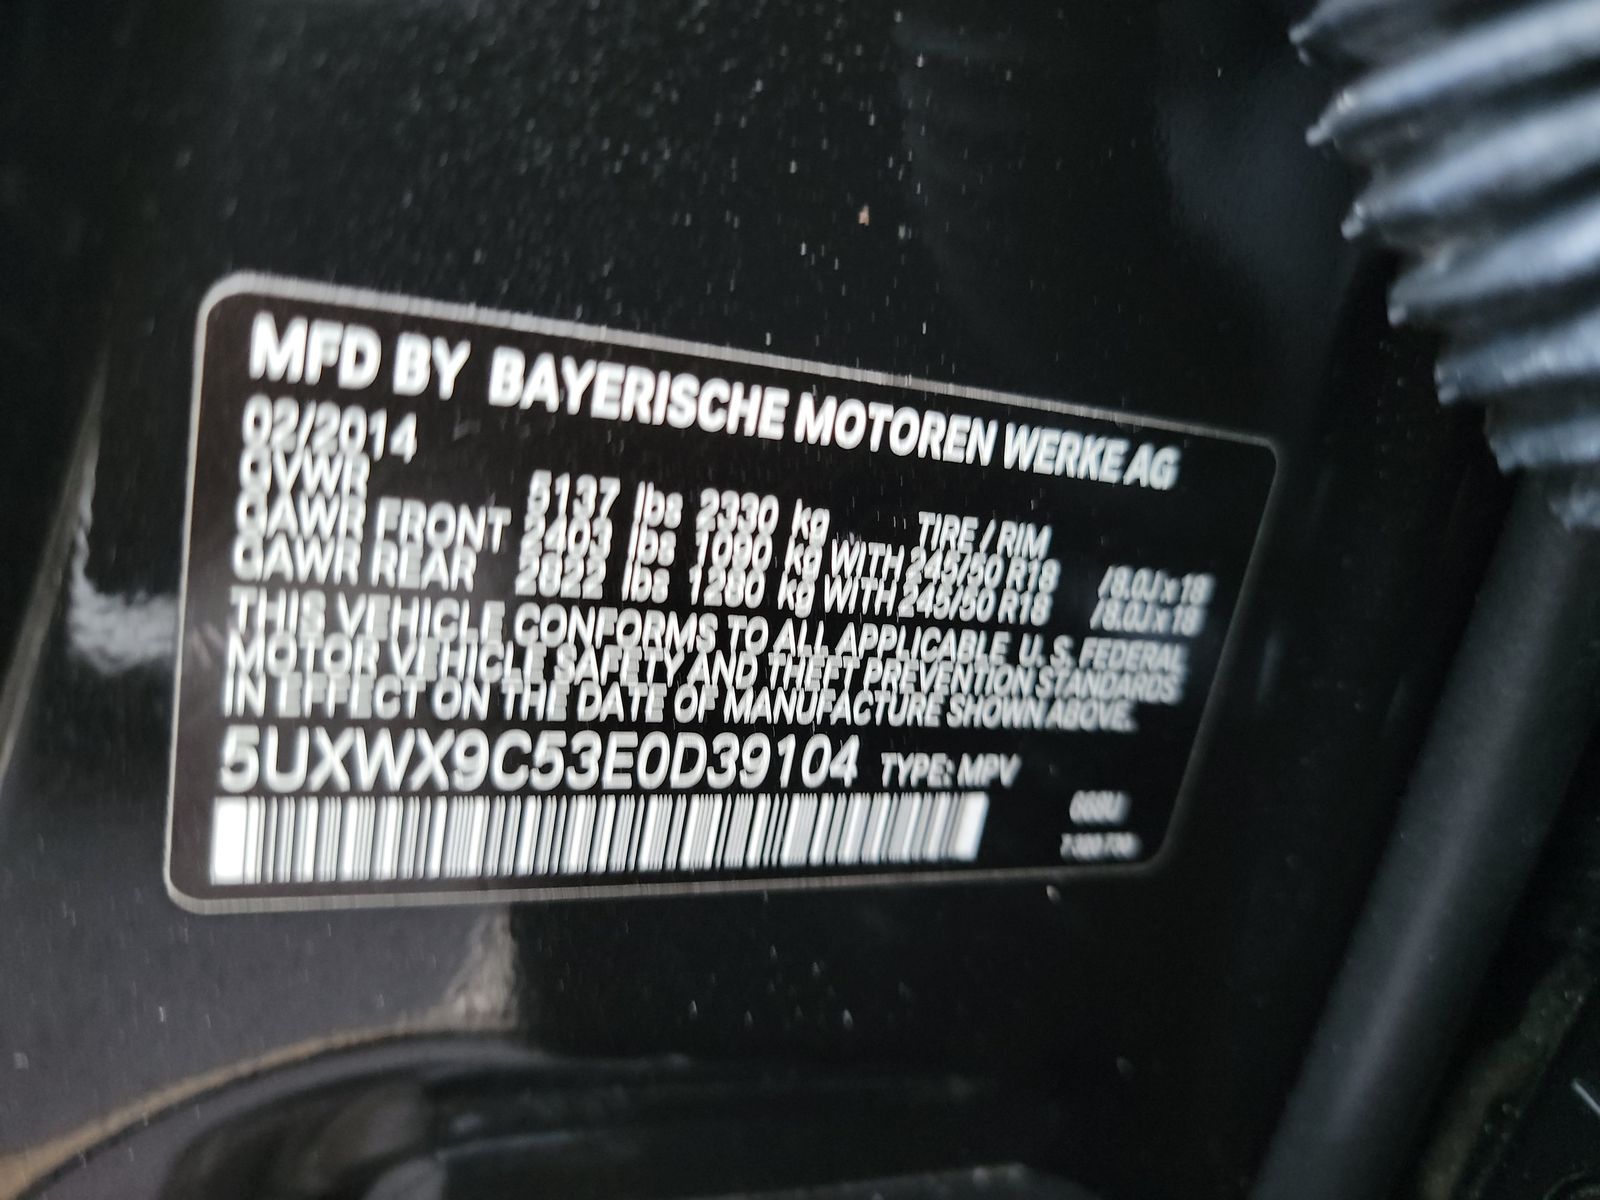 MFD BY BAYERISCHE MOTOREN WERKE AG
02/2014
GVWR 5137 lbs 2330 kg TIRE / RIM
GAWR FRONT 2403 lbs 1090 kg WITH 245/50 R18 /8.0Jx18
GAWR REAR 2822 lbs 1280 kg WITH 245/50 R18 /8.0Jx18
THIS VEHICLE CONFORMS TO ALL APPLICABLE U. S. FEDERAL
MOTOR VEHICLE SAFETY AND THEFT PREVENTION STANDARDS
IN EFFECT ON THE DATE OF MANUFACTURE SHOWN ABOVE.
5UXWX9C53E0D39104 TYPE: MPV